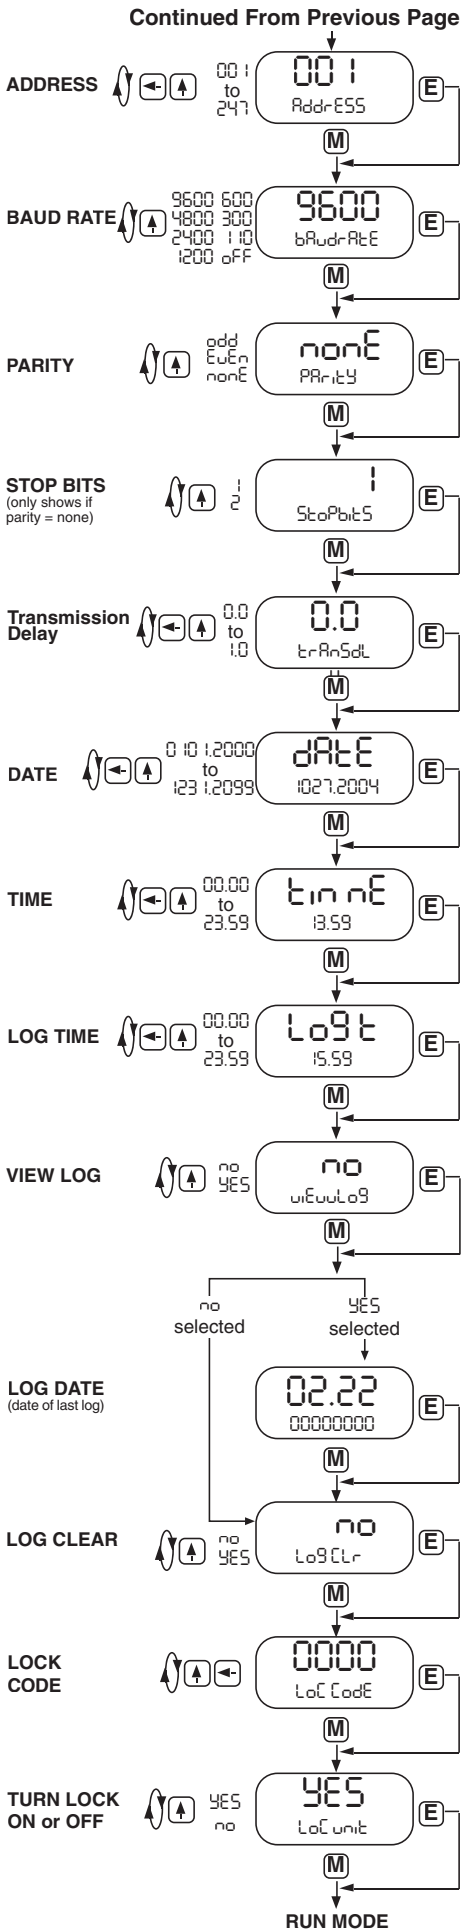 Continued From Previous Page
ADDRESS
001
to
247
001
AddrESS
E
M
BAUD RATE
9600 600
4800 300
2400 110
1200 oFF
9600
bAudrAtE
E
M
PARITY
odd
EvEn
nonE
nonE
PAritY
E
M
STOP BITS
(only shows if
parity = none)
1
2
1
StoPbitS
E
M
Transmission
Delay
0.0
to
1.0
0.0
trAnSdL
E
M
DATE
0101.2000
to
1231.2099
dAtE
1027.2004
E
M
TIME
00.00
to
23.59
tinnE
13.59
E
M
LOG TIME
00.00
to
23.59
Log t
15.59
E
M
VIEW LOG
no
YES
no
viEvvLog
E
M
no
selected
YES
selected
LOG DATE
(date of last log)
02.22
00000000
E
M
LOG CLEAR
no
YES
no
LogCLr
E
M
LOCK
CODE
0000
LoC CodE
E
M
TURN LOCK
ON or OFF
YES
no
YES
LoC unit
E
M
RUN MODE